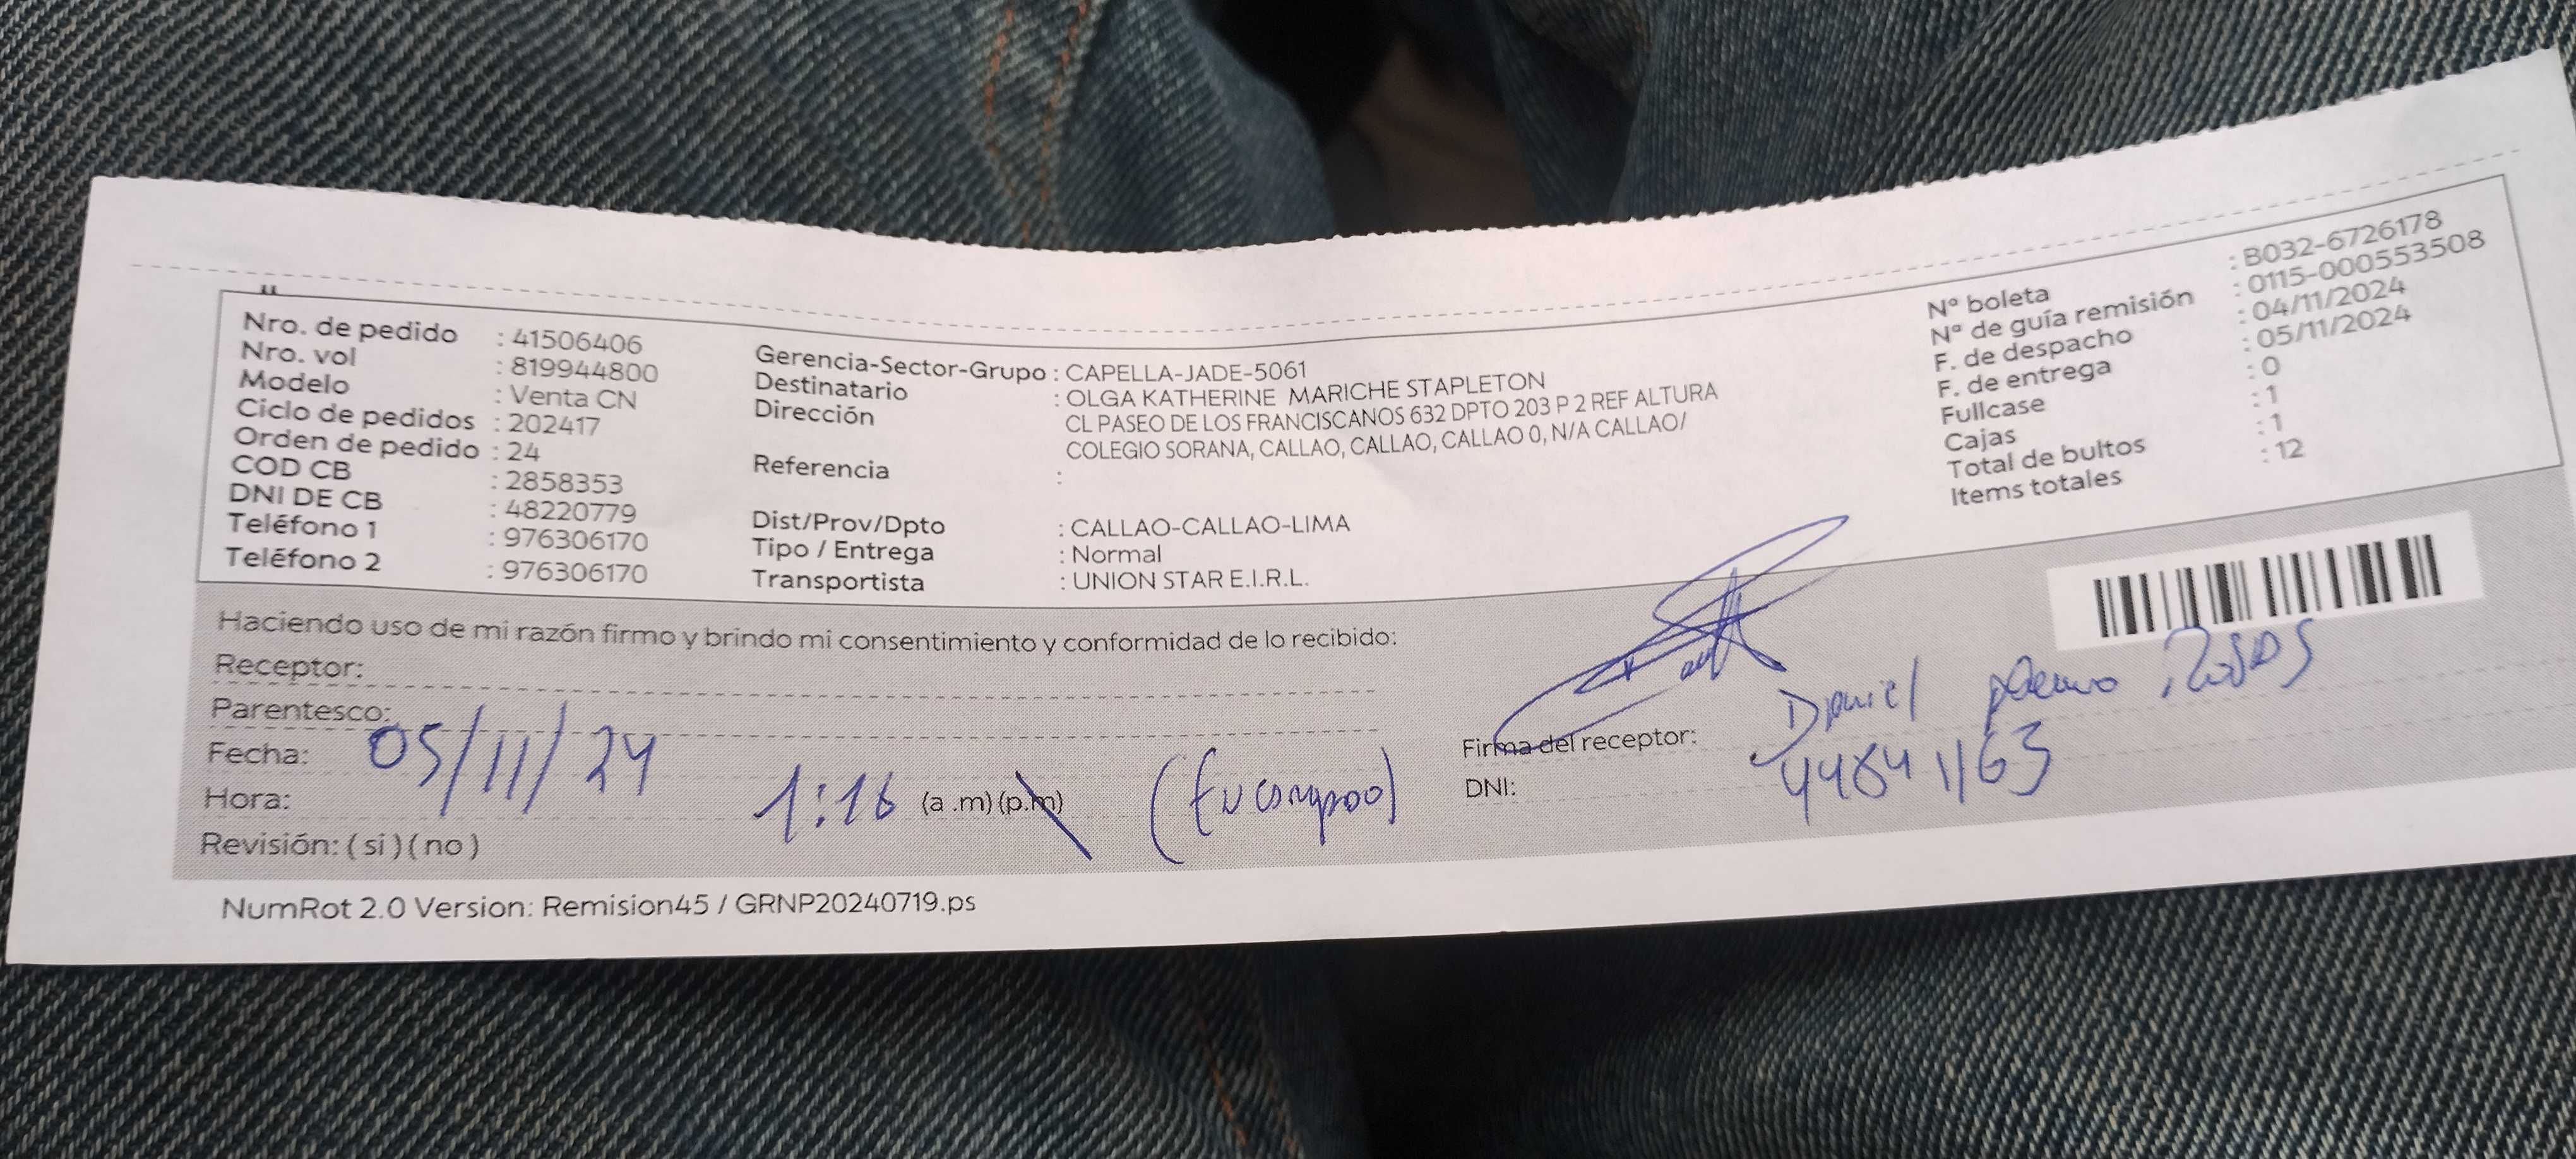 Nro. de pedido : 41506406
Nro. vol : 819944800
Modelo : Venta CN
Ciclo de pedidos : 202417
Orden de pedido : 24
COD CB : 2858353
DNI DE CB : 48220779
Teléfono 1 : 976306170
Teléfono 2 : 976306170
Gerencia-Sector-Grupo : CAPELLA-JADE-5061
Destinatario : OLGA KATHERINE MARICHE STAPLETON
Dirección CL PASEO DE LOS FRANCISCANOS 632 DPTO 203 P 2 REF ALTURA
COLEGIO SORANA, CALLAO, CALLAO, CALLAO 0, N/A CALLAO/
Referencia :
Dist/Prov/Dpto : CALLAO-CALLAO-LIMA
Tipo / Entrega : Normal
Transportista : UNION STAR E.I.R.L.
N° boleta : B032-6726178
Nª de guía remisión : 0115-000553508
F. de despacho : 04/11/2024
F. de entrega : 05/11/2024
Fullcase : 0
Cajas : 1
Total de bultos : 1
Items totales : 12
Haciendo uso de mi razón firmo y brindo mi consentimiento y conformidad de lo recibido:
Receptor:
Parentesco:
Fecha: 05/11/24
Hora: 1:16 (a .m) (p.m)
Revisión: ( si ) ( no )
Firma del receptor: Daniel
DNI: 44841163
NumRot 2.0 Version: Remision45 / GRNP20240719.ps